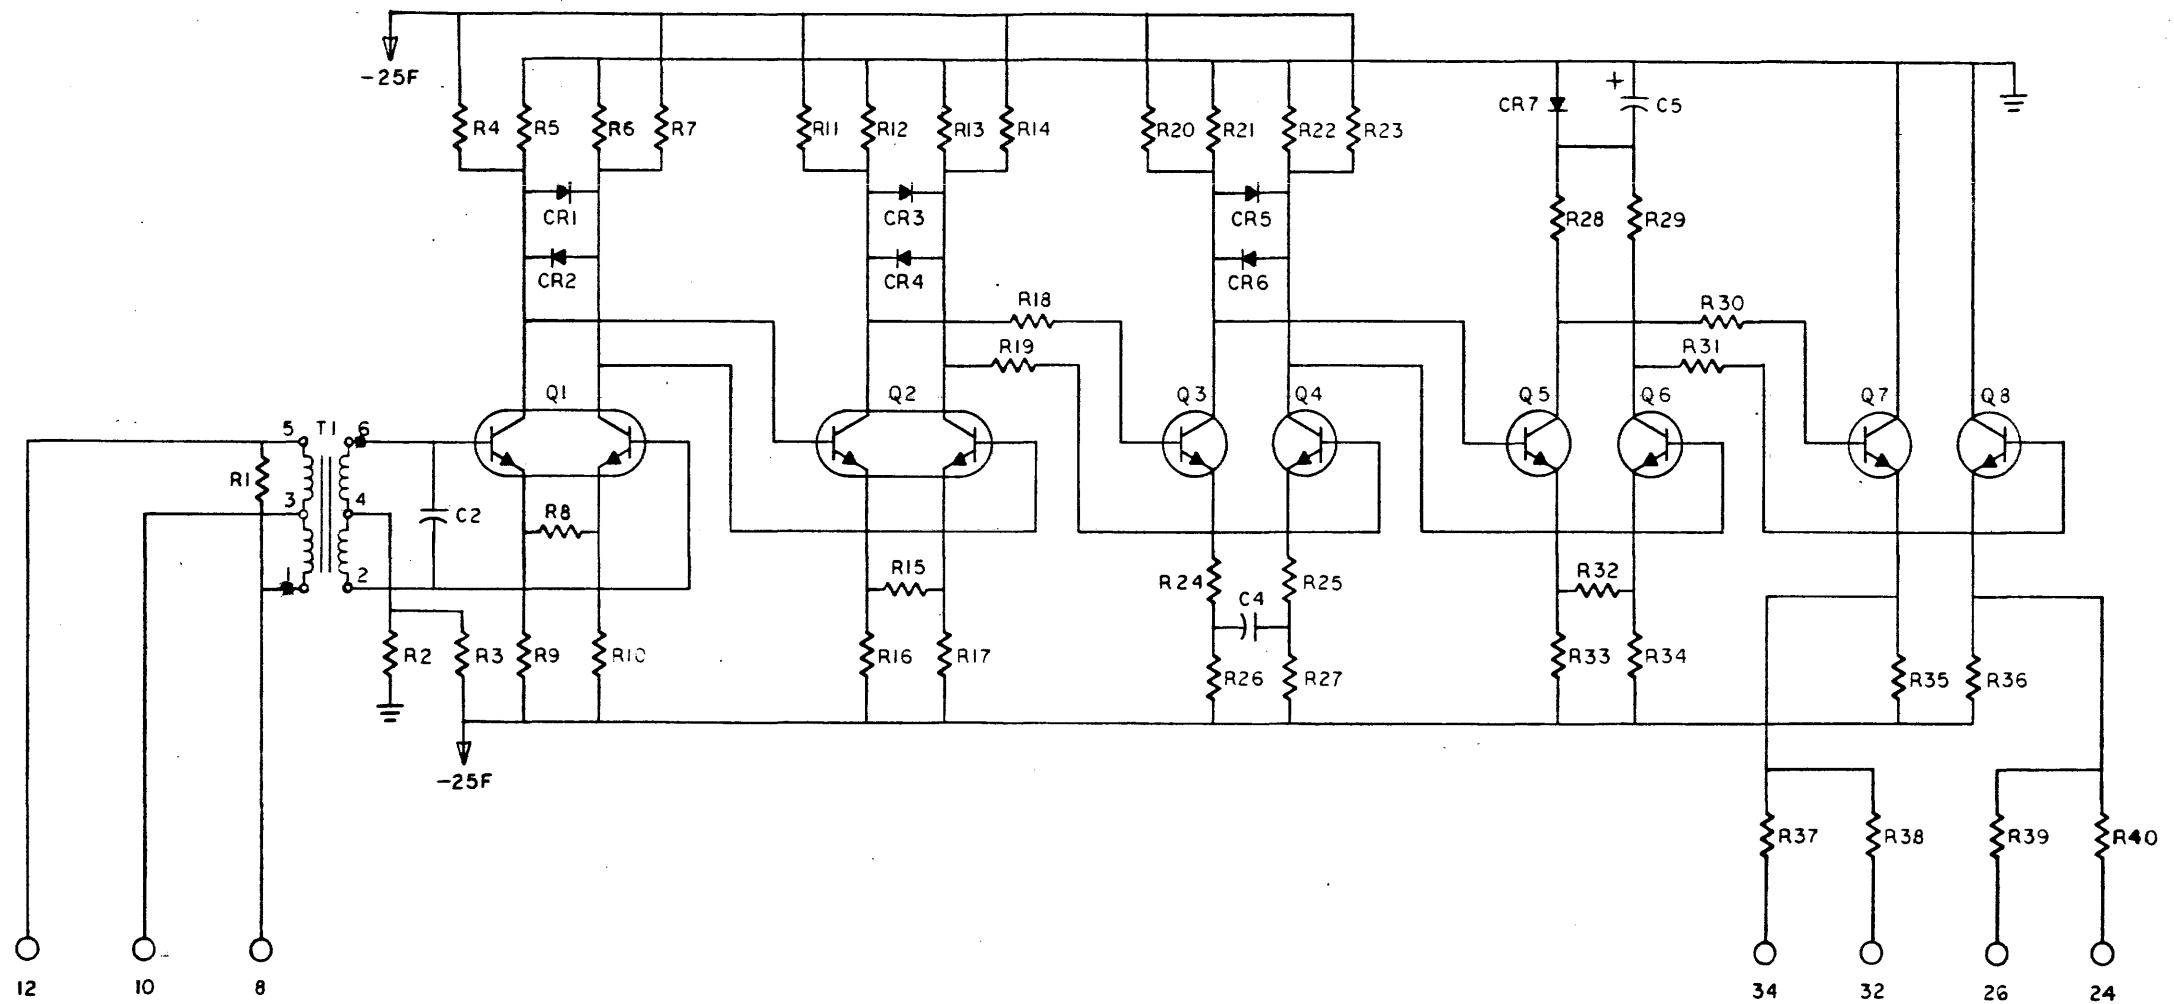 -25F
+
CR7 C5
R4 R5 R6 R7 R11 R12 R13 R14 R20 R21 R22 R23
CR1 CR3 CR5 R28 R29
CR2 CR4 CR6
R18 R30
R19 R31
Q1 Q2 Q3 Q4 Q5 Q6 Q7 Q8
5 T1 6
R1 3 4 C2 R8
1 2 R15 R24 R25 R32
C4
R2 R3 R9 R10 R16 R17 R26 R27 R33 R34 R35 R36
-25F
R37 R38 R39 R40
12 10 8 34 32 26 24